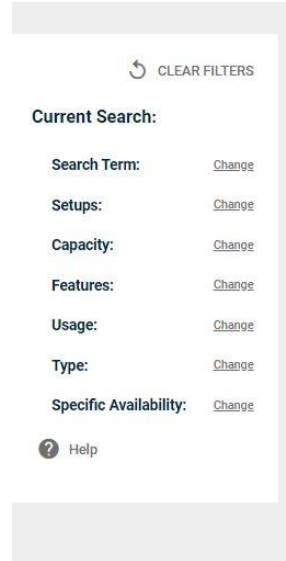 CLEAR FILTERS
Current Search:
Search Term: Change
Setups: Change
Capacity: Change
Features: Change
Usage: Change
Type: Change
Specific Availability: Change
? Help